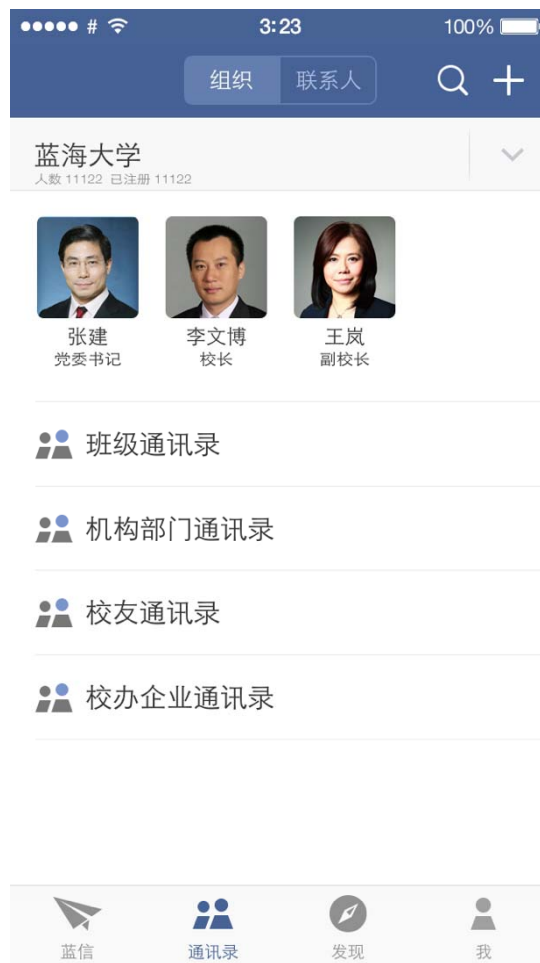 # 3:23 100%
组织 联系人
蓝海大学
人数 11122 已注册 11122
张建 李文博 王岚
党委书记 校长 副校长
班级通讯录
机构部门通讯录
校友通讯录
校办企业通讯录
蓝信 通讯录 发现 我